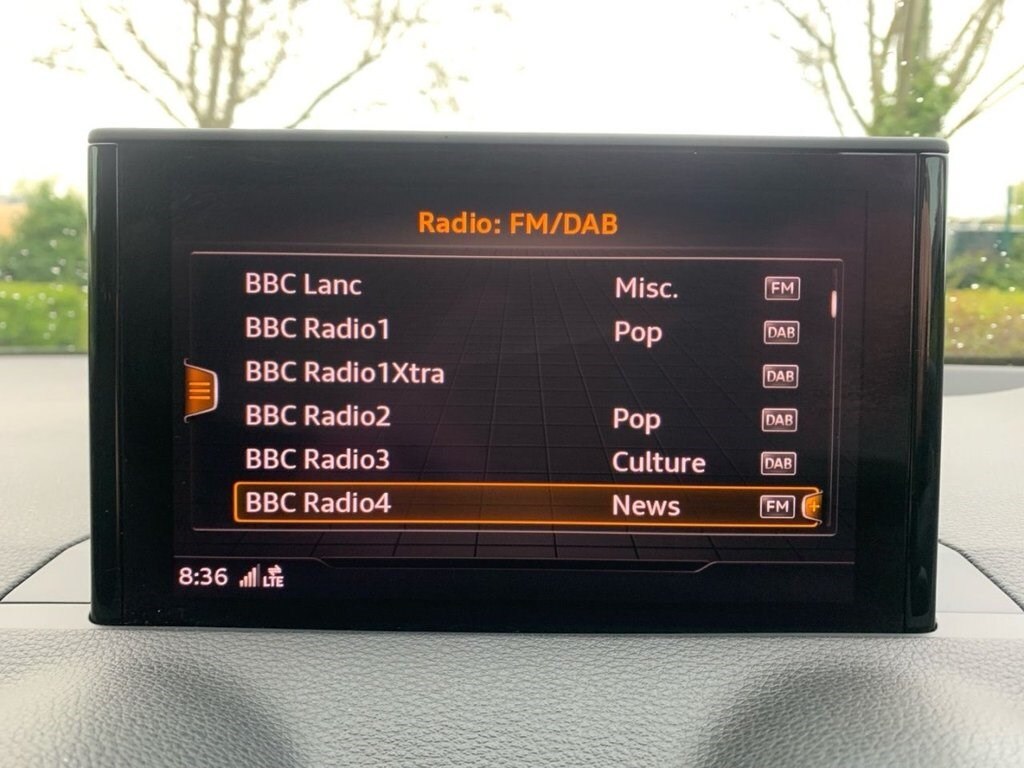 Radio: FM/DAB
BBC Lanc Misc. FM
BBC Radio1 Pop DAB
BBC Radio1Xtra DAB
BBC Radio2 Pop DAB
BBC Radio3 Culture DAB
BBC Radio4 News FM +
8:36 LTE